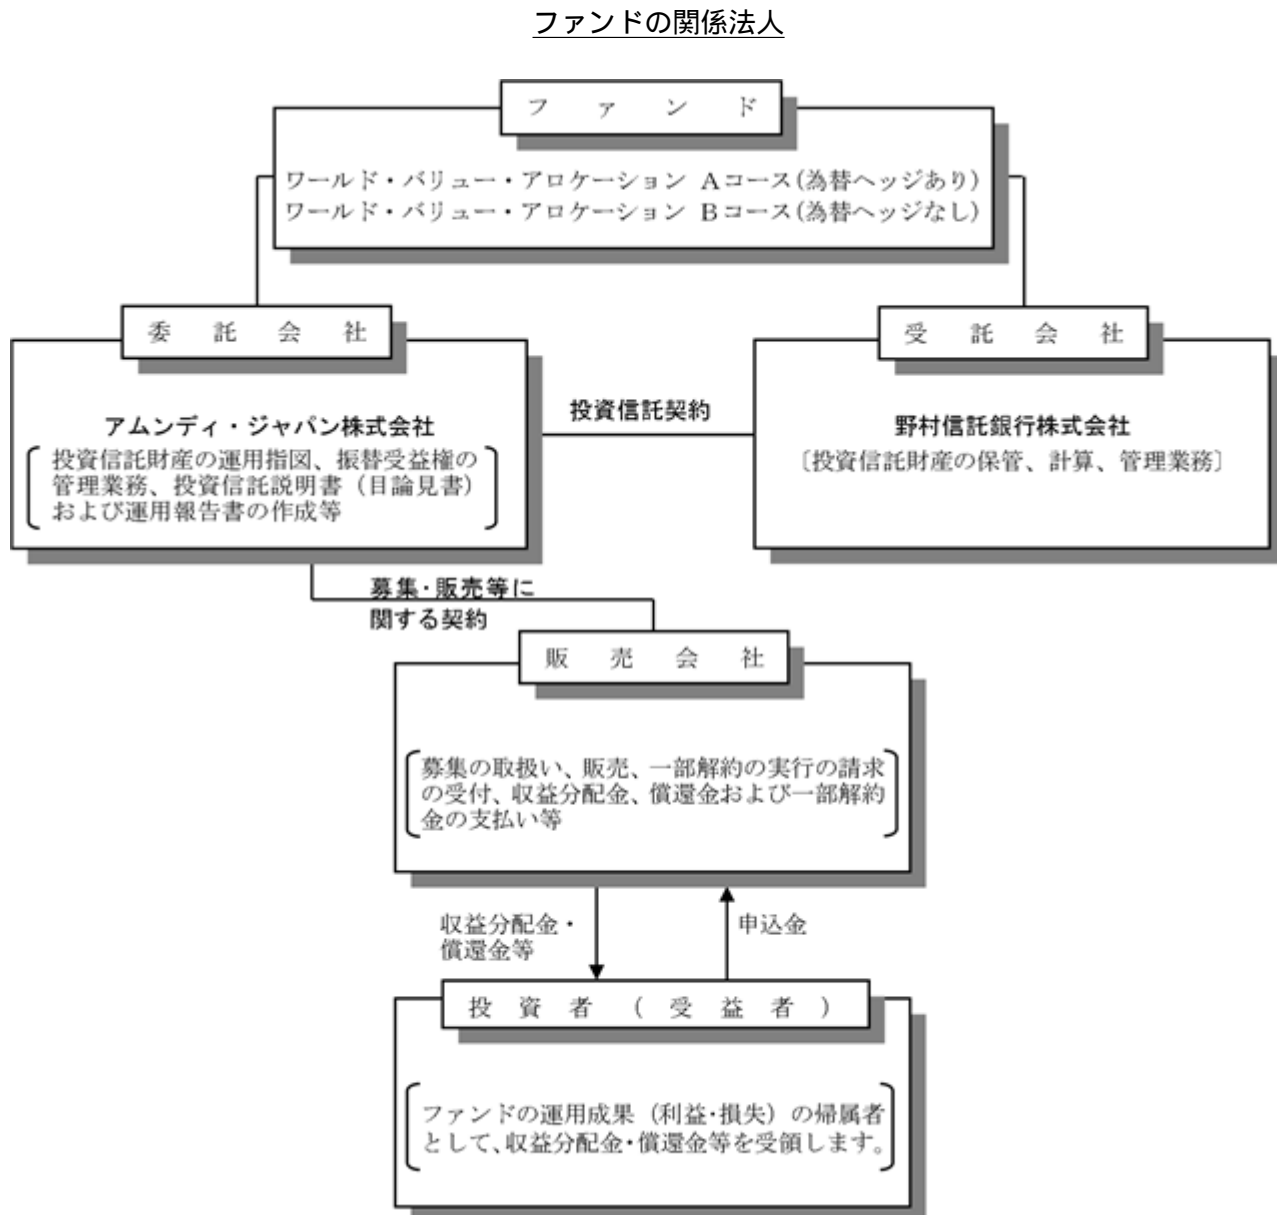 ファンドの関係法人
ファンド
ワールド・バリュー・アロケーション Aコース(為替ヘッジあり)
ワールド・バリュー・アロケーション Bコース(為替ヘッジなし)
委託会社
アムンディ・ジャパン株式会社
投資信託財産の運用指図、振替受益権の
管理業務、投資信託説明書（目論見書）
および運用報告書の作成等
投資信託契約
受託会社
野村信託銀行株式会社
〔投資信託財産の保管、計算、管理業務〕
募集・販売等に
関する契約
販売会社
募集の取扱い、販売、一部解約の実行の請求
の受付、収益分配金、償還金および一部解約
金の支払い等
収益分配金・
償還金等
申込金
投資者（受益者）
ファンドの運用成果（利益・損失）の帰属者
として、収益分配金・償還金等を受領します。